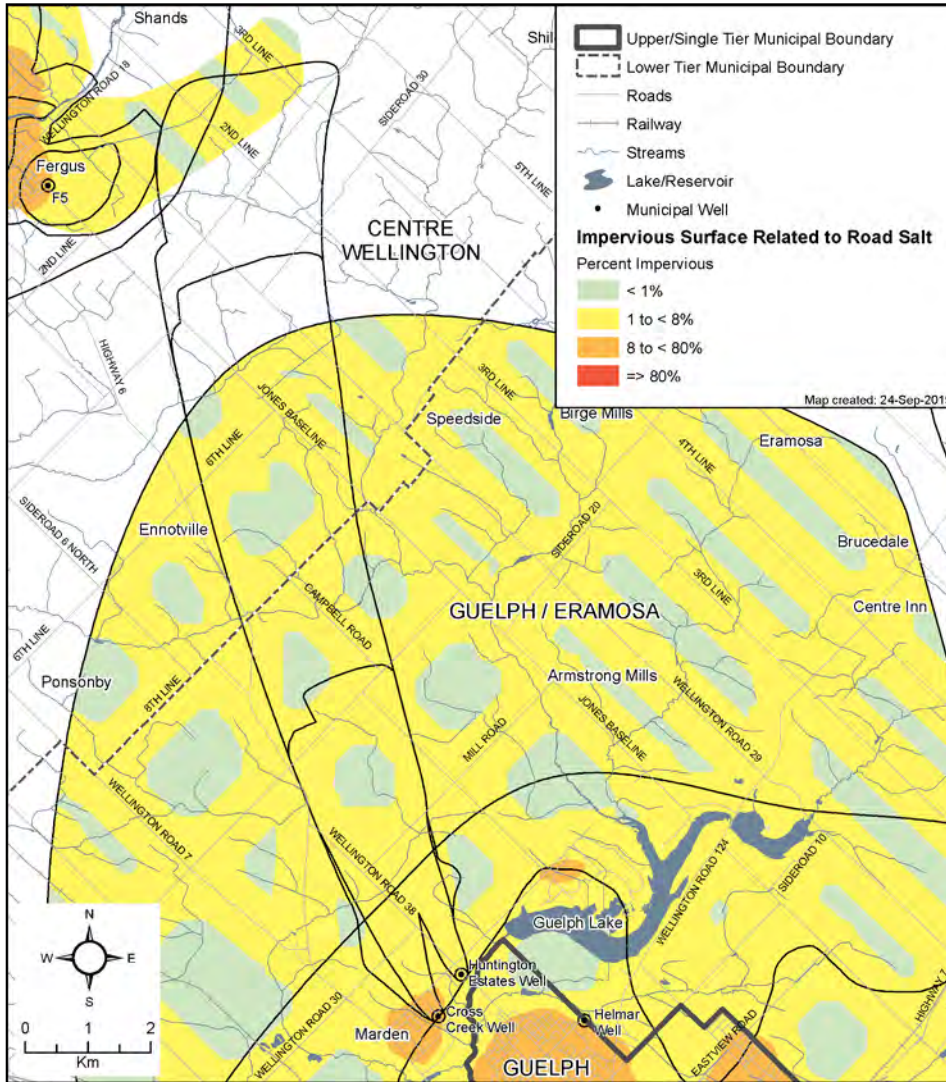 Shands
3RD LINE
Shil
SIDEROAD 30
WELLINGTON ROAD 18
2ND LINE
5TH LINE
Fergus
F5
2ND LINE
CENTRE
WELLINGTON
HIGHWAY 6
Upper/Single Tier Municipal Boundary
Lower Tier Municipal Boundary
Roads
Railway
Streams
Lake/Reservoir
Municipal Well
Impervious Surface Related to Road Salt
Percent Impervious
< 1%
1 to < 8%
8 to < 80%
=> 80%
Map created: 24-Sep-2019
JONES BASELINE
6TH LINE
3RD LINE
Speedside
Birge Mills
4TH LINE
Eramosa
SIDEROAD 6 NORTH
Ennotville
SIDEROAD 20
Brucedale
3RD LINE
Centre Inn
CAMPBELL ROAD
GUELPH / ERAMOSA
6TH LINE
Ponsonby
8TH LINE
Armstrong Mills
MILL ROAD
JONES BASELINE
WELLINGTON ROAD 29
WELLINGTON ROAD 7
WELLINGTON ROAD 38
WELLINGTON ROAD 124
SIDEROAD 10
Guelph Lake
N
W E
S
Huntington
Estates Well
Cross
Creek Well
Helmar
Well
Marden
WELLINGTON ROAD 30
HIGHWAY 7
EASTVIEW ROAD
GUELPH
0 1 2
Km